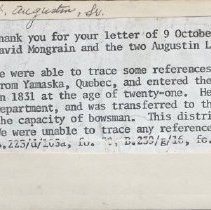 Augustin, Sr.
hank you for your letter of 9 October
avid Mongrain and the two Augustin L
e were able to trace some references
rom Yamaska, Quebec, and entered the
n 1831 at the age of twenty-one. He
epartment, and was transferred to th
he capacity of bowsman. This distri
e were unable to trace any referenc
.223/d/103a, fo. B.239/g/16, fo.